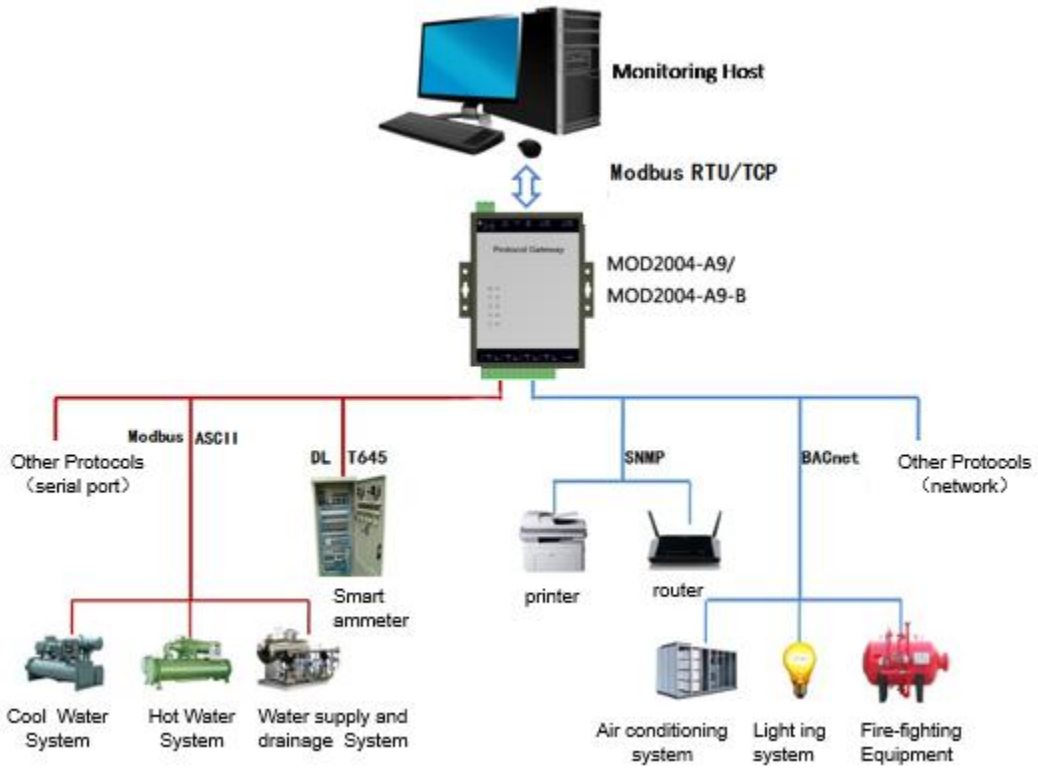 Monitoring Host
Modbus RTU/TCP
Protocol Gateway
MOD2004-A9/
MOD2004-A9-B
Modbus ASCII
DL T645
SNMP
BACnet
Other Protocols
（serial port）
Other Protocols
（network）
Smart
ammeter
printer
router
Cool Water
System
Hot Water
System
Water supply and
drainage System
Air conditioning
system
Light ing
system
Fire-fighting
Equipment